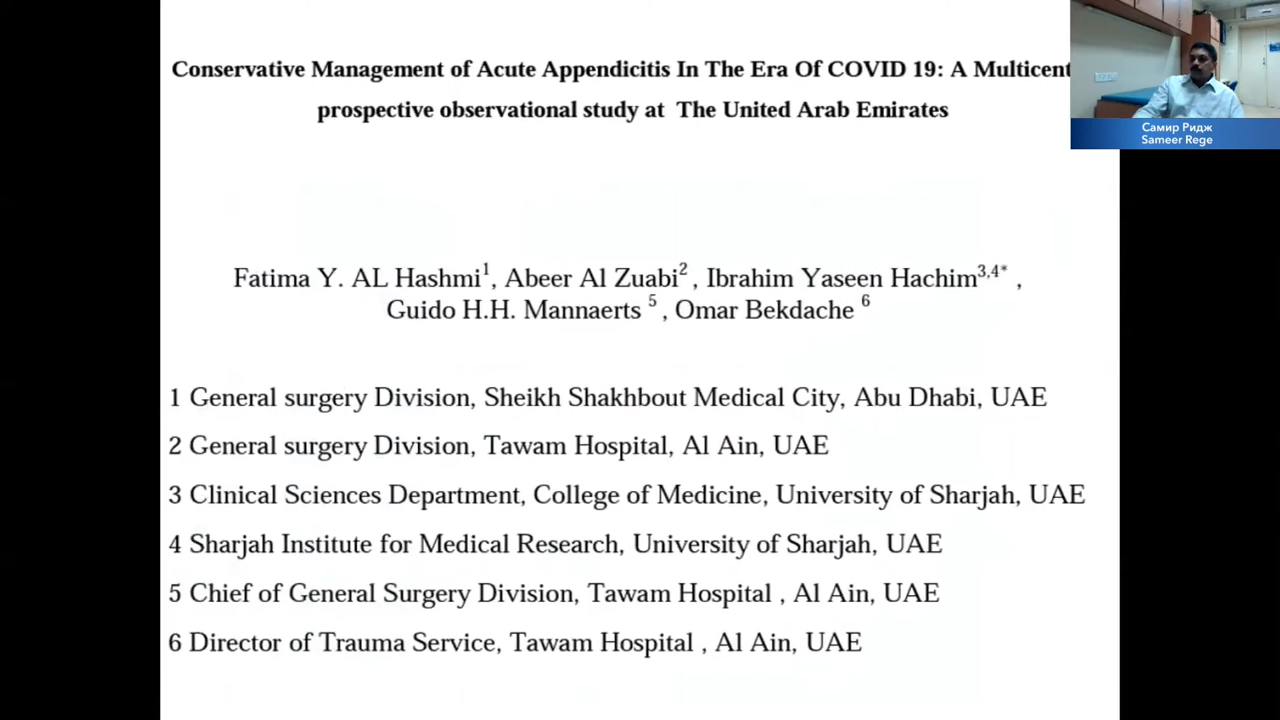 Conservative Management of Acute Appendicitis In The Era Of COVID 19: A Multicent
prospective observational study at The United Arab Emirates
Самир Ридж
Sameer Rege
Fatima Y. AL Hashmi1, Abeer Al Zuabi2 , Ibrahim Yaseen Hachim3,4* ,
Guido H.H. Mannaerts 5 , Omar Bekdache 6
1 General surgery Division, Sheikh Shakhbout Medical City, Abu Dhabi, UAE
2 General surgery Division, Tawam Hospital, Al Ain, UAE
3 Clinical Sciences Department, College of Medicine, University of Sharjah, UAE
4 Sharjah Institute for Medical Research, University of Sharjah, UAE
5 Chief of General Surgery Division, Tawam Hospital , Al Ain, UAE
6 Director of Trauma Service, Tawam Hospital , Al Ain, UAE